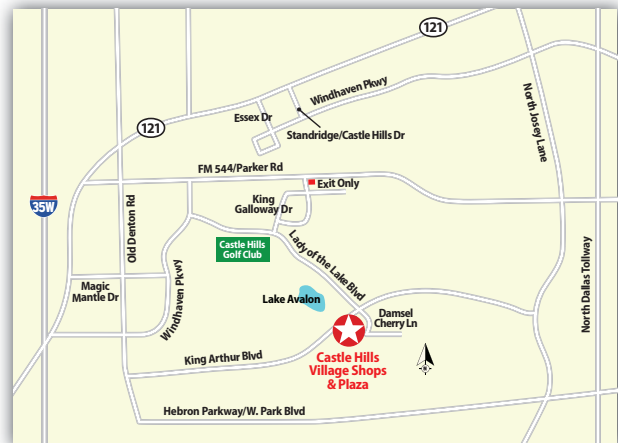 121
Windhaven Pkwy
Essex Dr
Standridge/Castle Hills Dr
121
North Josey Lane
FM 544/Parker Rd
Exit Only
35W
Old Denton Rd
King
Galloway Dr
Castle Hills
Golf Club
Lady of the Lake Blvd
Magic
Mantle Dr
Windhaven Pkwy
Lake Avalon
Damsel
Cherry Ln
North Dallas Tollway
King Arthur Blvd
Castle Hills
Village Shops
& Plaza
Hebron Parkway/W. Park Blvd